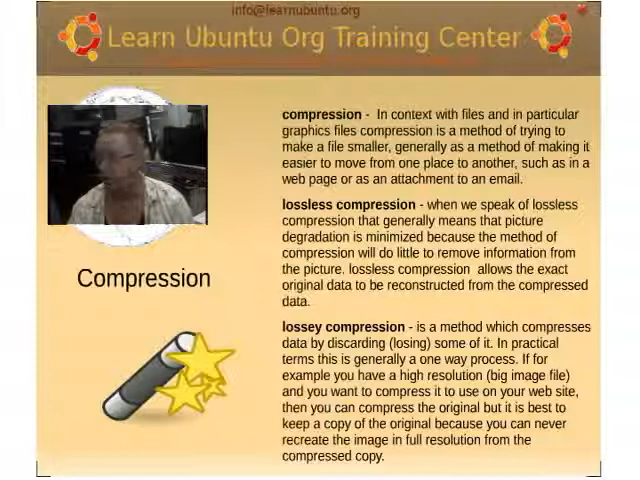 info@learnubuntu.org
Learn Ubuntu Org Training Center
compression - In context with files and in particular
graphics files compression is a method of trying to
make a file smaller, generally as a method of making it
easier to move from one place to another, such as in a
web page or as an attachment to an email.
lossless compression - when we speak of lossless
compression that generally means that picture
degradation is minimized because the method of
compression will do little to remove information from
the picture. lossless compression allows the exact
original data to be reconstructed from the compressed
data.
Compression
lossey compression - is a method which compresses
data by discarding (losing) some of it. In practical
terms this is generally a one way process. If for
example you have a high resolution (big image file)
and you want to compress it to use on your web site,
then you can compress the original but it is best to
keep a copy of the original because you can never
recreate the image in full resolution from the
compressed copy.